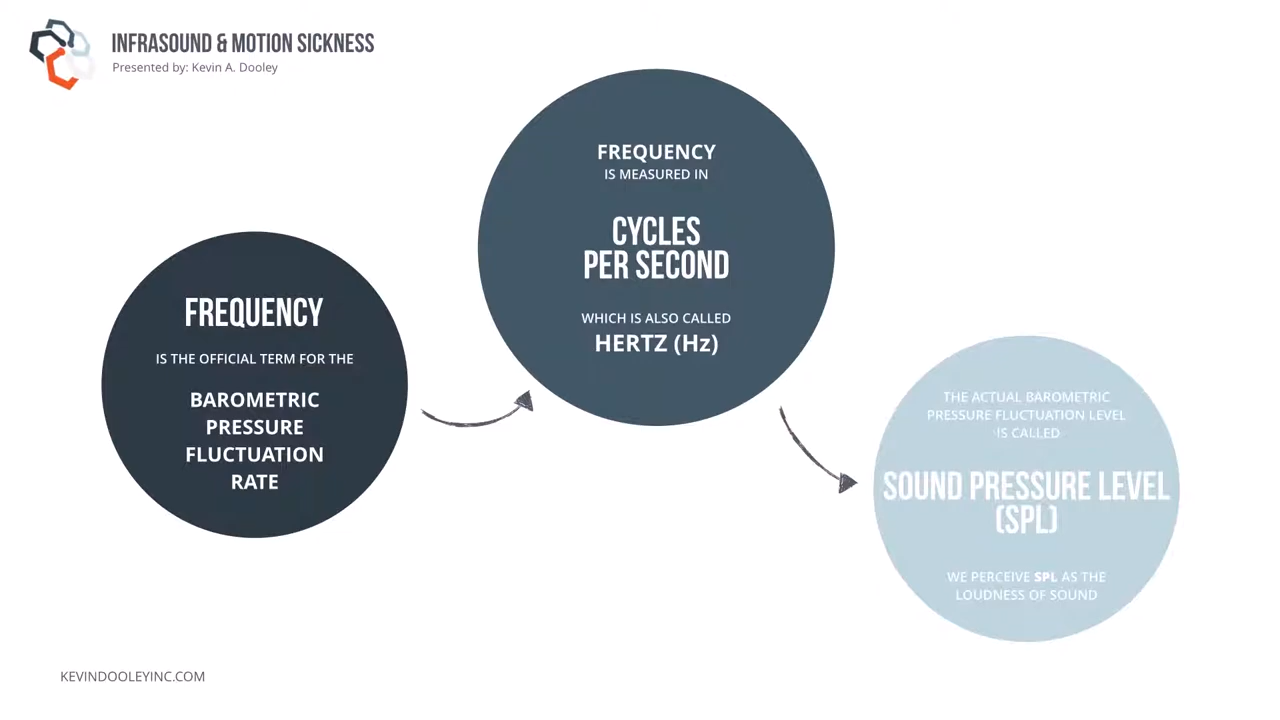 INFRASOUND & MOTION SICKNESS
Presented by: Kevin A. Dooley
FREQUENCY
IS THE OFFICIAL TERM FOR THE
BAROMETRIC
PRESSURE
FLUCTUATION
RATE
FREQUENCY
IS MEASURED IN
CYCLES
PER SECOND
WHICH IS ALSO CALLED
HERTZ (Hz)
THE ACTUAL BAROMETRIC
PRESSURE FLUCTUATION LEVEL
IS CALLED
SOUND PRESSURE LEVEL
(SPL)
WE PERCEIVE SPL AS THE
LOUDNESS OF SOUND
KEVINDOOLEYINC.COM